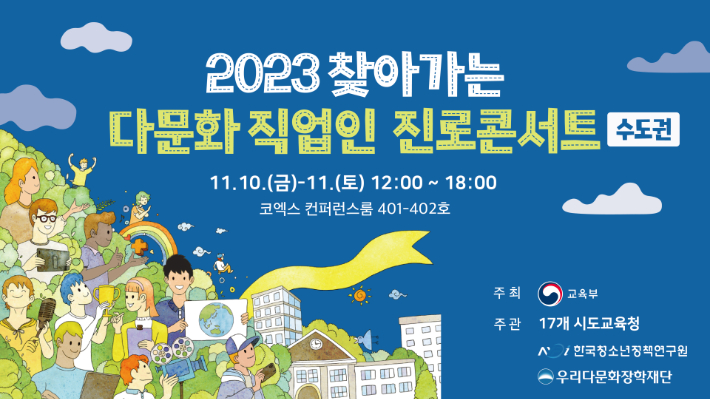 2023 찾아가는
다문화 직업인 진로콘서트 수도권
11.10.(금)-11.(토) 12:00 ~ 18:00
코엑스 컨퍼런스룸 401-402호
주최 교육부
주관 17개 시도교육청
한국청소년정책연구원
우리다문화장학재단